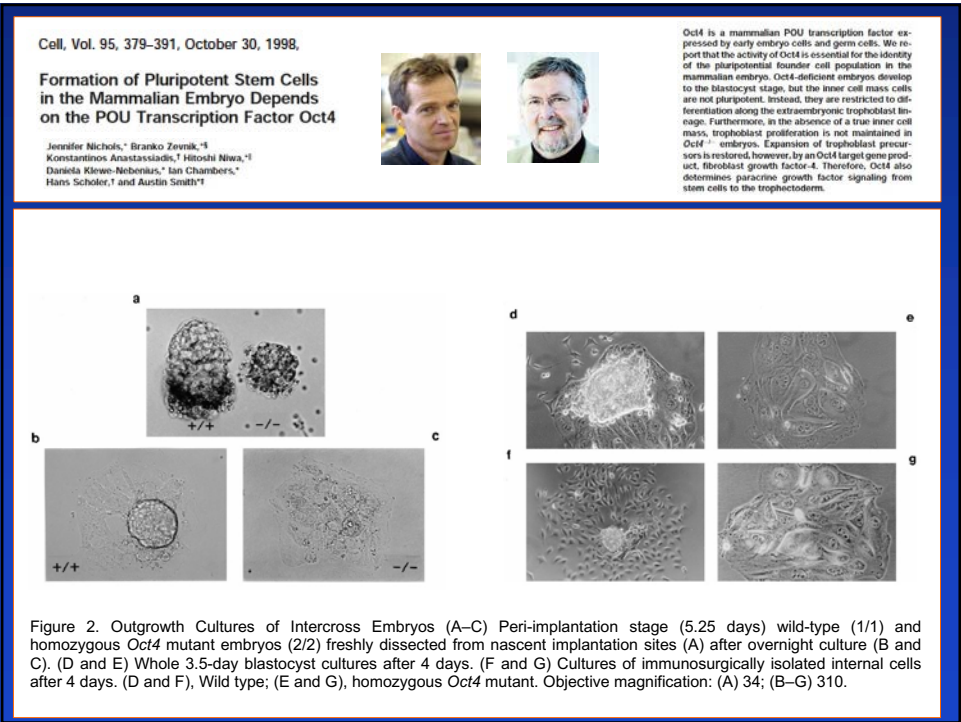 Cell, Vol. 95, 379–391, October 30, 1998,
Formation of Pluripotent Stem Cells
in the Mammalian Embryo Depends
on the POU Transcription Factor Oct4
Jennifer Nichols,* Branko Zevnik,*§
Konstantinos Anastassiadis,† Hitoshi Niwa,*‖
Daniela Klewe-Nebenius,* Ian Chambers,*
Hans Schöler,† and Austin Smith*‡
Oct4 is a mammalian POU transcription factor ex-
pressed by early embryo cells and germ cells. We re-
port that the activity of Oct4 is essential for the identity
of the pluripotential founder cell population in the
mammalian embryo. Oct4-deficient embryos develop
to the blastocyst stage, but the inner cell mass cells
are not pluripotent. Instead, they are restricted to dif-
ferentiation along the extraembryonic trophoblast lin-
eage. Furthermore, in the absence of a true inner cell
mass, trophoblast proliferation is not maintained in
Oct4−/− embryos. Expansion of trophoblast precur-
sors is restored, however, by an Oct4 target gene prod-
uct, fibroblast growth factor-4. Therefore, Oct4 also
determines paracrine growth factor signaling from
stem cells to the trophectoderm.
a
+/+ -/-
b
+/+
c
-/-
d
e
f
g
Figure 2. Outgrowth Cultures of Intercross Embryos (A–C) Peri-implantation stage (5.25 days) wild-type (1/1) and
homozygous Oct4 mutant embryos (2/2) freshly dissected from nascent implantation sites (A) after overnight culture (B and
C). (D and E) Whole 3.5-day blastocyst cultures after 4 days. (F and G) Cultures of immunosurgically isolated internal cells
after 4 days. (D and F), Wild type; (E and G), homozygous Oct4 mutant. Objective magnification: (A) 34; (B–G) 310.